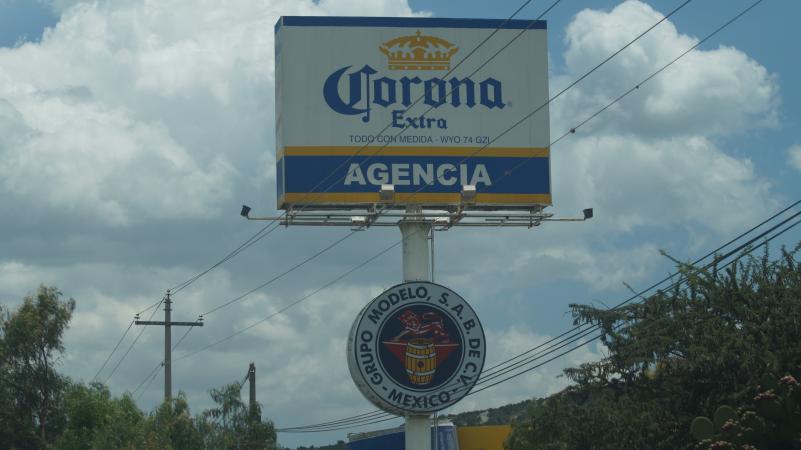 Corona
Extra
TODO CON MEDIDA - WYO 74 GZI
AGENCIA
GRUPO MODELO, S.A.B. DE C.V.
- MEXICO -